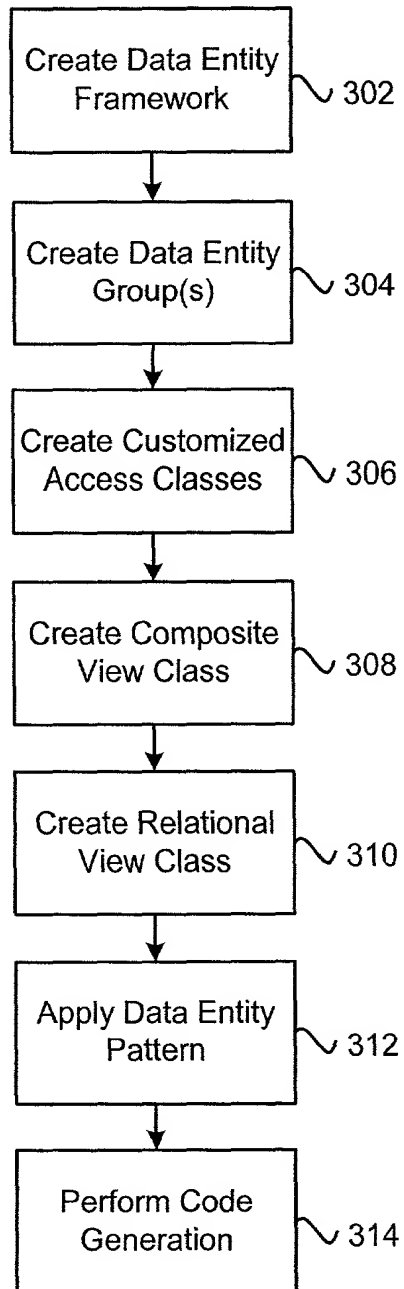 Create Data Entity
Framework
302
Create Data Entity
Group(s)
304
Create Customized
Access Classes
306
Create Composite
View Class
308
Create Relational
View Class
310
Apply Data Entity
Pattern
312
Perform Code
Generation
314